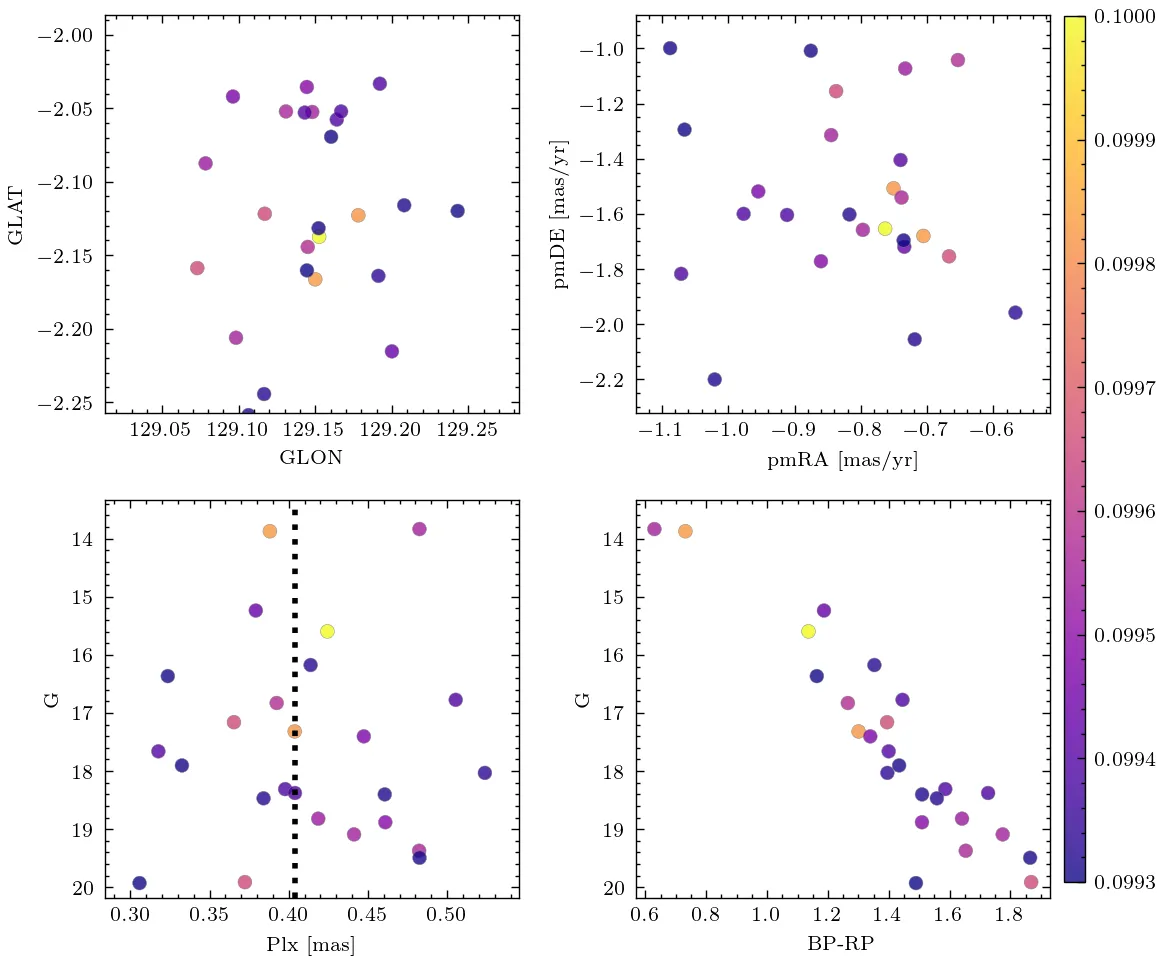 −2.00
−2.05
−2.10
−2.15
−2.20
−2.25
GLAT
129.05 129.10 129.15 129.20 129.25
GLON
−1.0
−1.2
−1.4
−1.6
−1.8
−2.0
−2.2
pmDE [mas/yr]
−1.1 −1.0 −0.9 −0.8 −0.7 −0.6
pmRA [mas/yr]
14
15
16
17
18
19
20
G
0.30 0.35 0.40 0.45 0.50
Plx [mas]
14
15
16
17
18
19
20
G
0.6 0.8 1.0 1.2 1.4 1.6 1.8
BP-RP
0.1000
0.0999
0.0998
0.0997
0.0996
0.0995
0.0994
0.0993